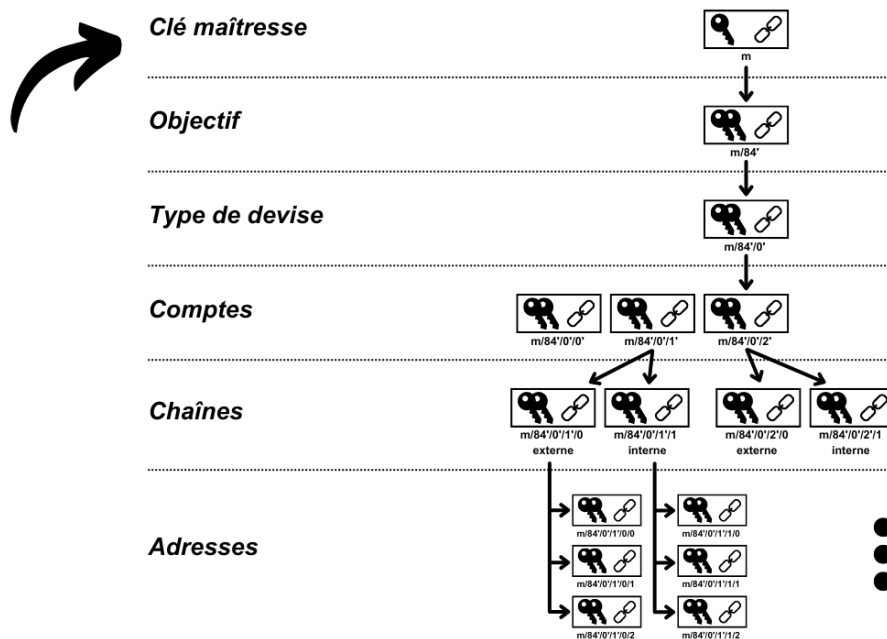 Clé maîtresse
m
Objectif
m/84'
Type de devise
m/84'/0'
Comptes
m/84'/0'/0' m/84'/0'/1' m/84'/0'/2'
Chaînes
m/84'/0'/1'/0 m/84'/0'/1'/1 m/84'/0'/2'/0 m/84'/0'/2'/1
externe interne externe interne
Adresses
m/84'/0'/1'/0/0 m/84'/0'/1'/1/0
m/84'/0'/1'/0/1 m/84'/0'/1'/1/1
m/84'/0'/1'/0/2 m/84'/0'/1'/1/2